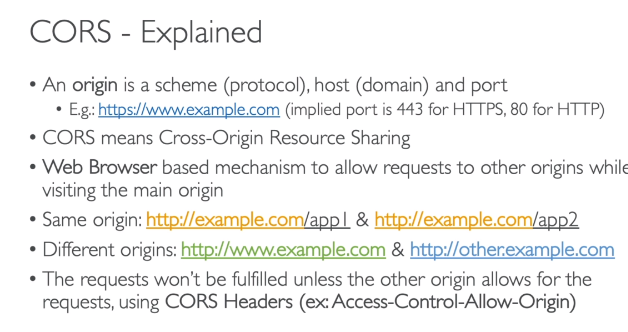 CORS - Explained
• An origin is a scheme (protocol), host (domain) and port
• E.g.: https://www.example.com (implied port is 443 for HTTPS, 80 for HTTP)
• CORS means Cross-Origin Resource Sharing
• Web Browser based mechanism to allow requests to other origins while
visiting the main origin
• Same origin: http://example.com/app1 & http://example.com/app2
• Different origins: http://www.example.com & http://other.example.com
• The requests won't be fulfilled unless the other origin allows for the
requests, using CORS Headers (ex: Access-Control-Allow-Origin)